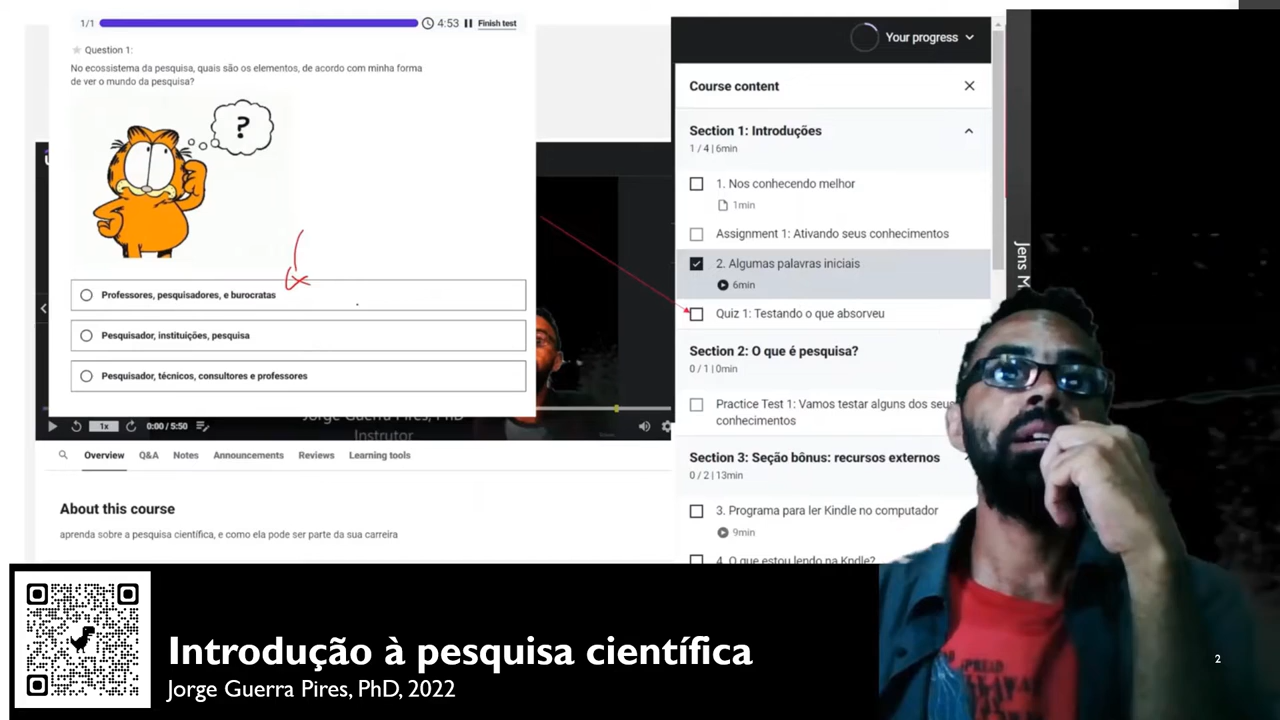 1/1
4:53
Finish test
Question 1:
No ecossistema da pesquisa, quais são os elementos, de acordo com minha forma
de ver o mundo da pesquisa?
?
Professores, pesquisadores, e burocratas
Pesquisador, instituições, pesquisa
Pesquisador, técnicos, consultores e professores
Jorge Guerra Pires, PhD
Instrutor
1x
0:00 / 5:50
Overview
Q&A
Notes
Announcements
Reviews
Learning tools
About this course
aprenda sobre a pesquisa científica, e como ela pode ser parte da sua carreira
Your progress
Course content
Section 1: Introduções
1 / 4 | 6min
1. Nos conhecendo melhor
1min
Assignment 1: Ativando seus conhecimentos
2. Algumas palavras iniciais
6min
Quiz 1: Testando o que absorveu
Section 2: O que é pesquisa?
0 / 1 | 0min
Practice Test 1: Vamos testar alguns dos seus
conhecimentos
Section 3: Seção bônus: recursos externos
0 / 2 | 13min
3. Programa para ler Kindle no computador
9min
4. O que estou lendo na Kndle?
Jens M
Introdução à pesquisa científica
Jorge Guerra Pires, PhD, 2022
2